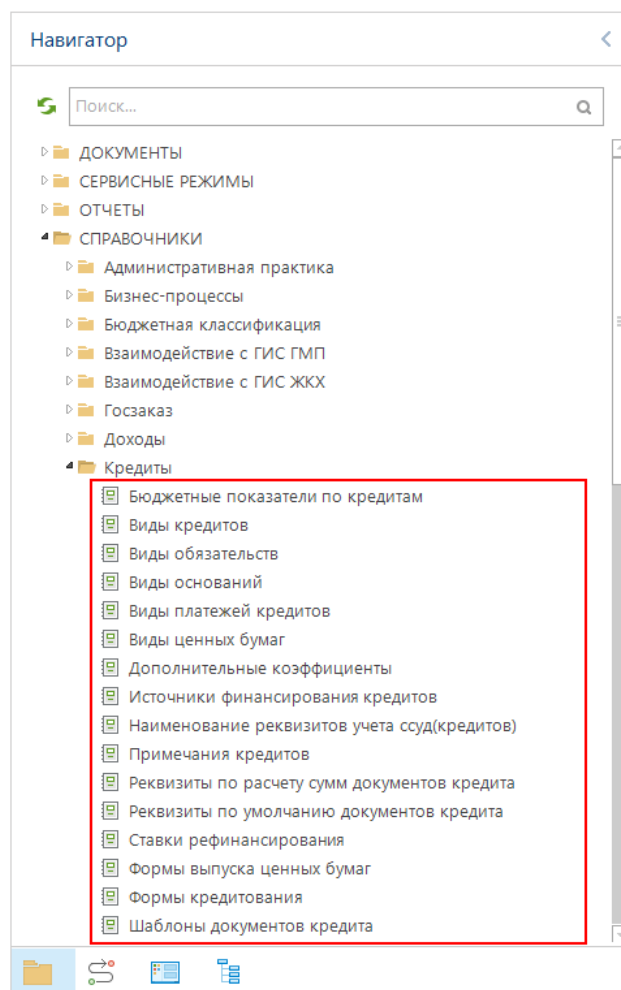 Навигатор
Поиск...
ДОКУМЕНТЫ
СЕРВИСНЫЕ РЕЖИМЫ
ОТЧЕТЫ
СПРАВОЧНИКИ
Административная практика
Бизнес-процессы
Бюджетная классификация
Взаимодействие с ГИС ГМП
Взаимодействие с ГИС ЖКХ
Госзаказ
Доходы
Кредиты
Бюджетные показатели по кредитам
Виды кредитов
Виды обязательств
Виды оснований
Виды платежей кредитов
Виды ценных бумаг
Дополнительные коэффициенты
Источники финансирования кредитов
Наименование реквизитов учета ссуд(кредитов)
Примечания кредитов
Реквизиты по расчету сумм документов кредита
Реквизиты по умолчанию документов кредита
Ставки рефинансирования
Формы выпуска ценных бумаг
Формы кредитования
Шаблоны документов кредита